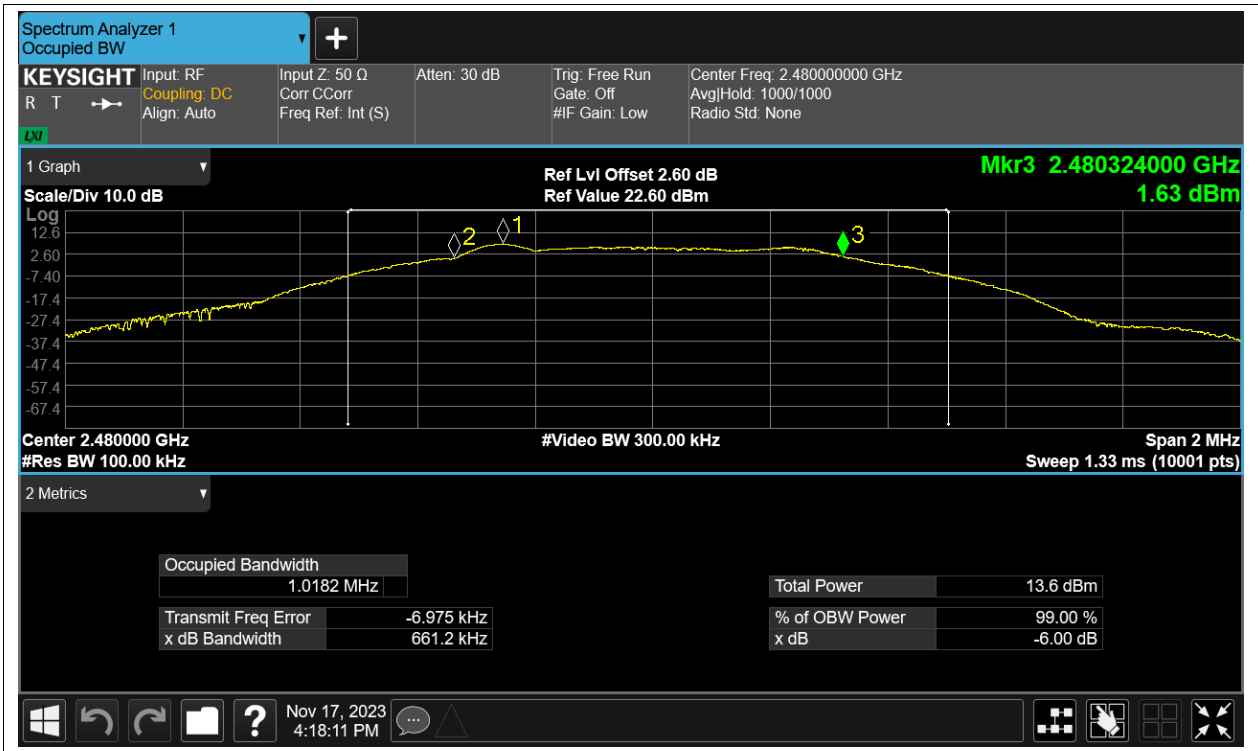 Spectrum Analyzer 1
Occupied BW
KEYSIGHT
R T
LXI
Input: RF
Coupling: DC
Align: Auto
Input Z: 50 Ω
Corr CCorr
Freq Ref: Int (S)
Atten: 30 dB
Trig: Free Run
Gate: Off
#IF Gain: Low
Center Freq: 2.480000000 GHz
Avg|Hold: 1000/1000
Radio Std: None
1 Graph
Scale/Div 10.0 dB
Ref Lvl Offset 2.60 dB
Ref Value 22.60 dBm
Mkr3 2.480324000 GHz
1.63 dBm
Log
12.6
2.60
-7.40
-17.4
-27.4
-37.4
-47.4
-57.4
-67.4
2
1
3
Center 2.480000 GHz
#Res BW 100.00 kHz
#Video BW 300.00 kHz
Span 2 MHz
Sweep 1.33 ms (10001 pts)
2 Metrics
Occupied Bandwidth
1.0182 MHz
Transmit Freq Error -6.975 kHz
x dB Bandwidth 661.2 kHz
Total Power 13.6 dBm
% of OBW Power 99.00 %
x dB -6.00 dB
?
Nov 17, 2023
4:18:11 PM